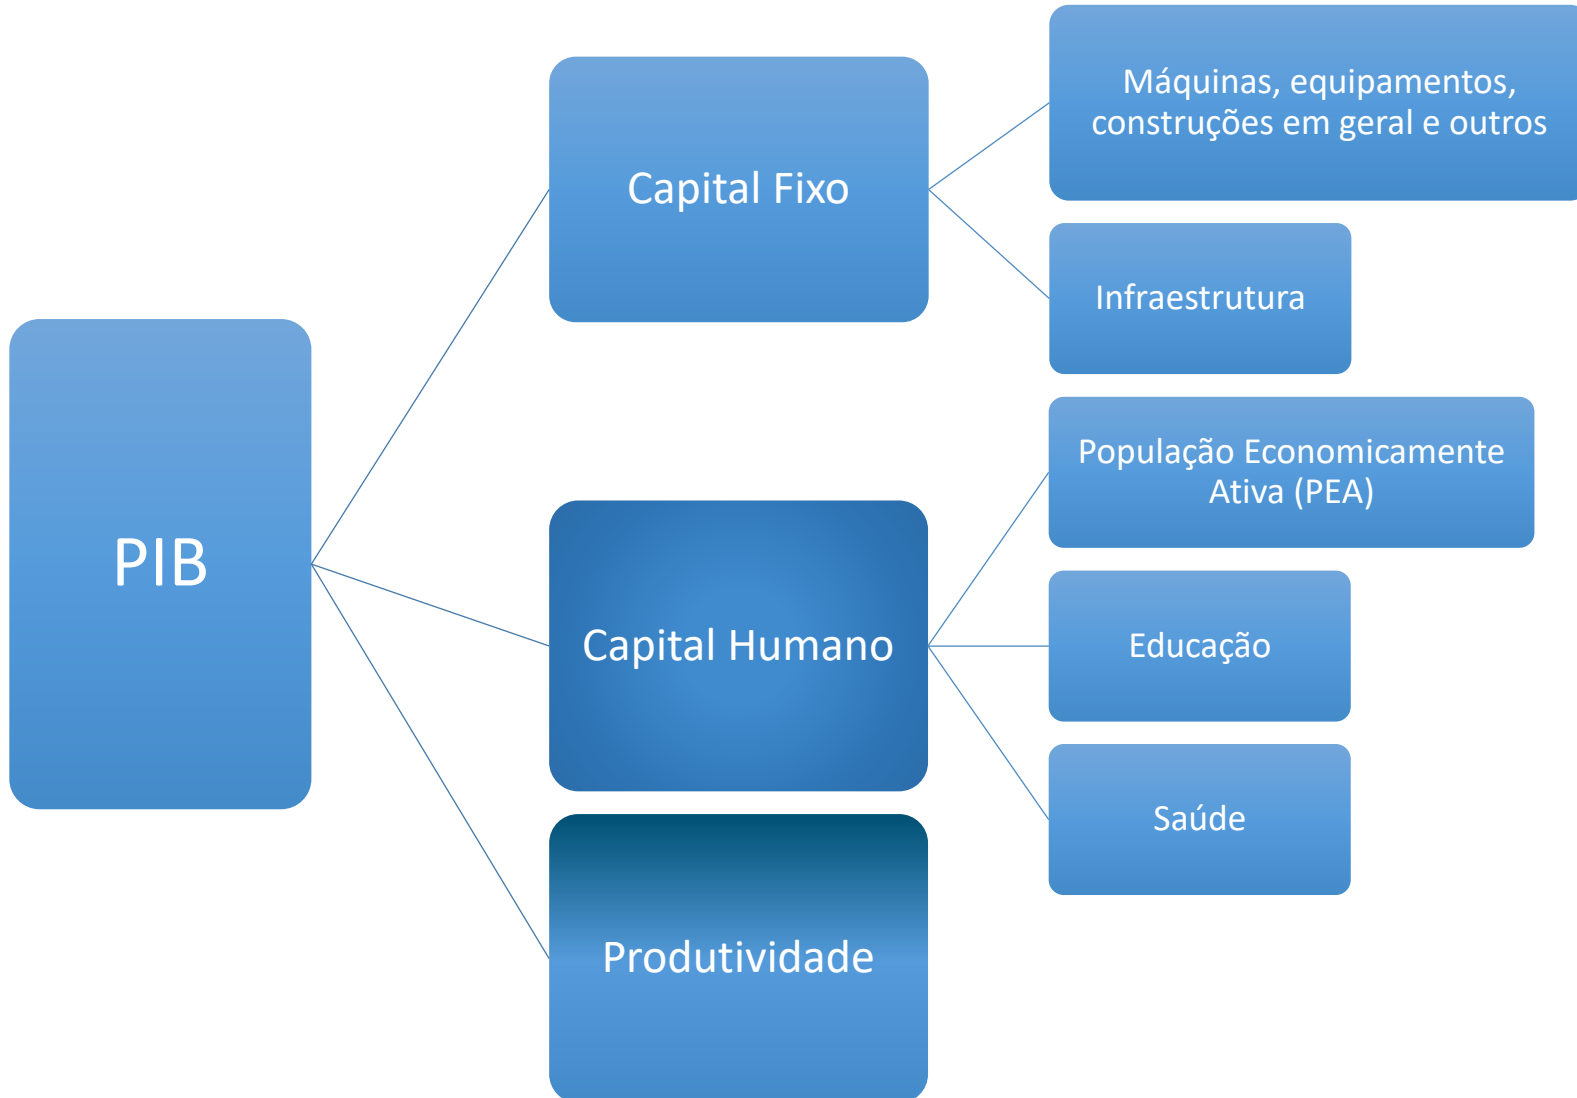 PIB
Capital Fixo
Máquinas, equipamentos,
construções em geral e outros
Infraestrutura
Capital Humano
População Economicamente
Ativa (PEA)
Educação
Saúde
Produtividade